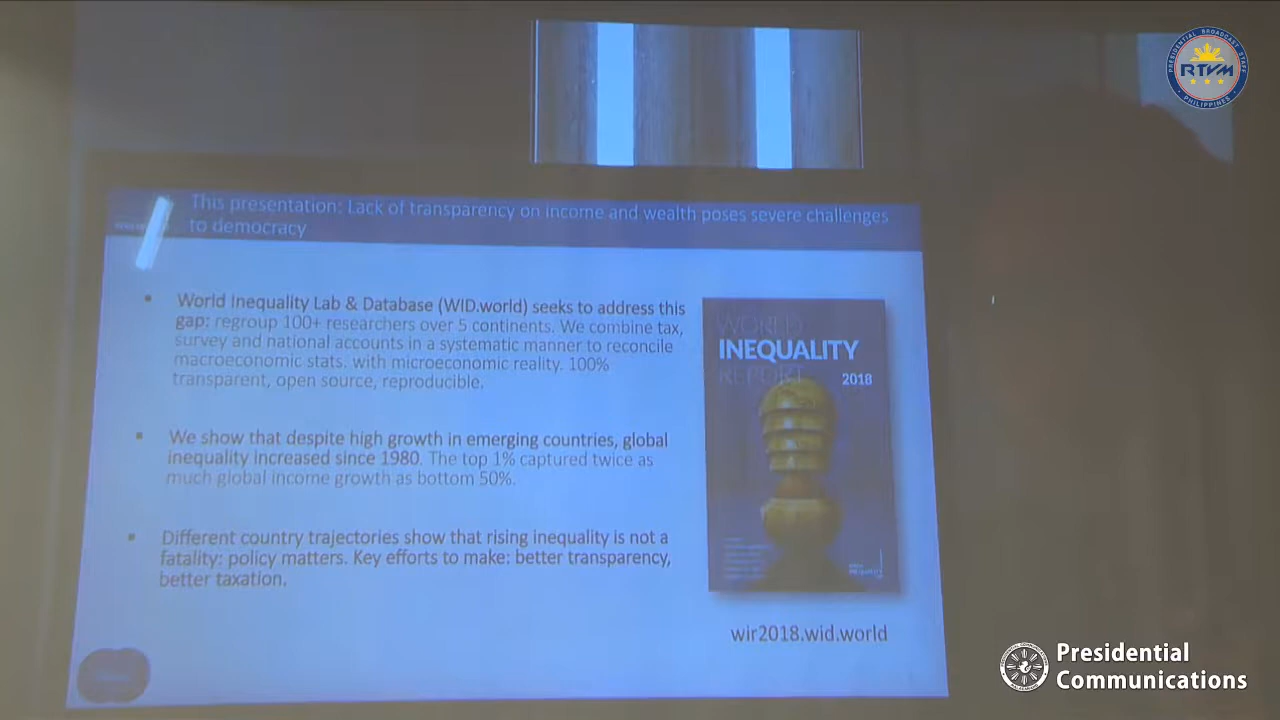 PRESIDENTIAL BROADCAST STAFF
RTVM
PHILIPPINES
This presentation: Lack of transparency on income and wealth poses severe challenges
to democracy
World Inequality Lab & Database (WID.world) seeks to address this
gap: regroup 100+ researchers over 5 continents. We combine tax,
survey and national accounts in a systematic manner to reconcile
macroeconomic stats. with microeconomic reality. 100%
transparent, open source, reproducible.
We show that despite high growth in emerging countries, global
inequality increased since 1980. The top 1% captured twice as
much global income growth as bottom 50%.
Different country trajectories show that rising inequality is not a
fatality: policy matters. Key efforts to make: better transparency,
better taxation.
WORLD
INEQUALITY
REPORT
2018
wir2018.wid.world
Presidential
Communications